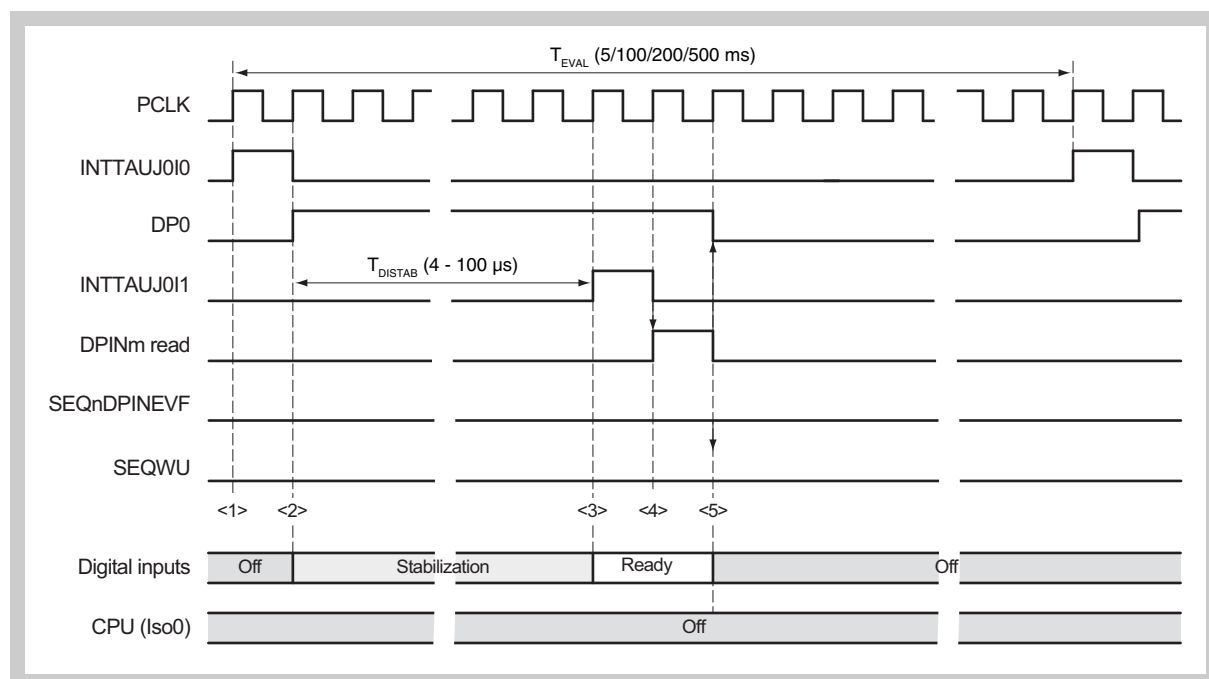 T_EVAL (5/100/200/500 ms)
PCLK
INTTAUJ0I0
DP0
T_DISTAB (4 - 100 µs)
INTTAUJ0I1
DPINm read
SEQnDPINEVF
SEQWU
<1> <2> <3> <4> <5>
Digital inputs Off Stabilization Ready Off
CPU (Iso0) Off